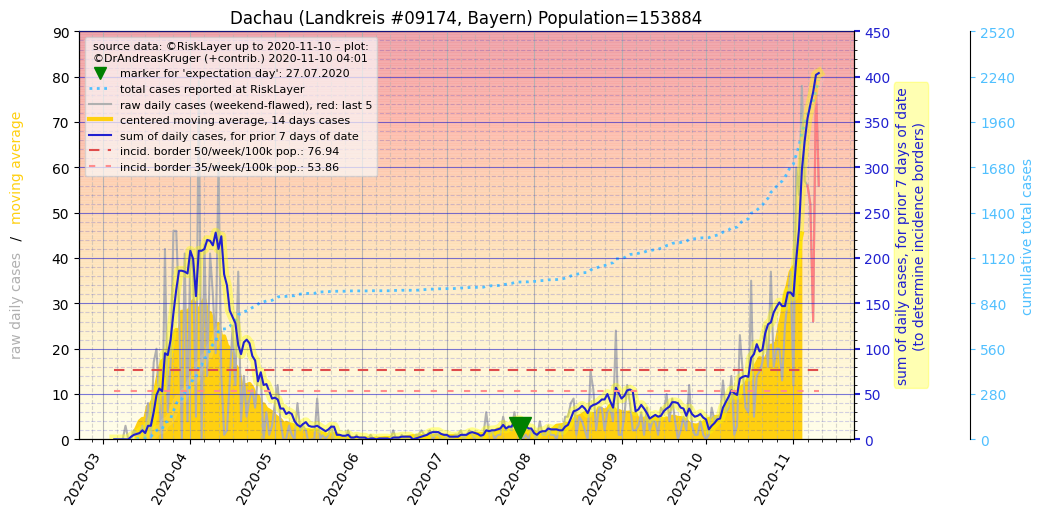 Dachau (Landkreis #09174, Bayern) Population=153884
source data: ©RiskLayer up to 2020-11-10 – plot:
©DrAndreasKruger (+contrib.) 2020-11-10 04:01
marker for 'expectation day': 27.07.2020
total cases reported at RiskLayer
raw daily cases (weekend-flawed), red: last 5
centered moving average, 14 days cases
sum of daily cases, for prior 7 days of date
incid. border 50/week/100k pop.: 76.94
incid. border 35/week/100k pop.: 53.86
raw daily cases / moving average
90
80
70
60
50
40
30
20
10
0
450
400
350
300
250
200
150
100
50
0
sum of daily cases, for prior 7 days of date
(to determine incidence borders)
2520
2240
1960
1680
1400
1120
840
560
280
0
cumulative total cases
2020-03
2020-04
2020-05
2020-06
2020-07
2020-08
2020-09
2020-10
2020-11